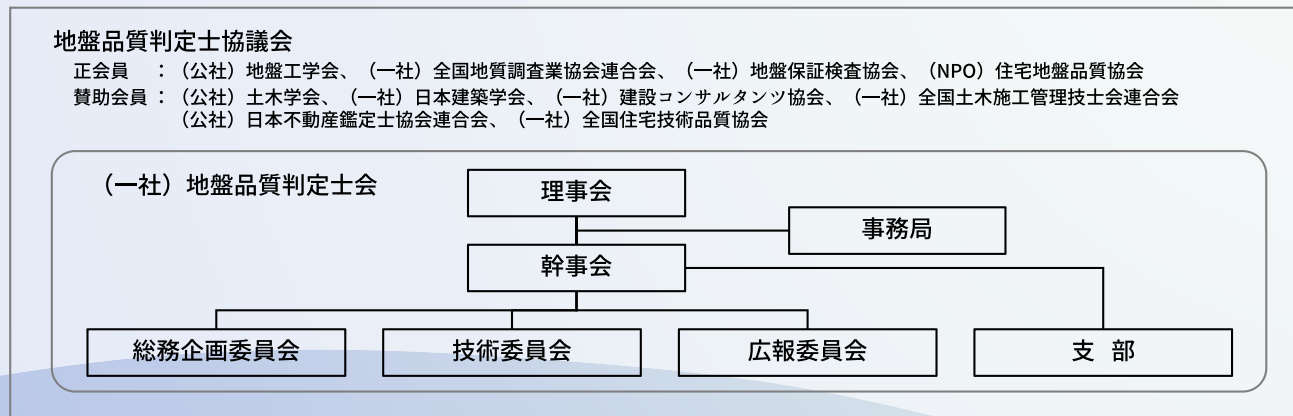 地盤品質判定士協議会
正会員 ：（公社）地盤工学会、（一社）全国地質調査業協会連合会、（一社）地盤保証検査協会、（NPO）住宅地盤品質協会
賛助会員：（公社）土木学会、（一社）日本建築学会、（一社）建設コンサルタンツ協会、（一社）全国土木施工管理技士会連合会
（公社）日本不動産鑑定士協会連合会、（一社）全国住宅技術品質協会
（一社）地盤品質判定士会
理事会
事務局
幹事会
総務企画委員会
技術委員会
広報委員会
支 部